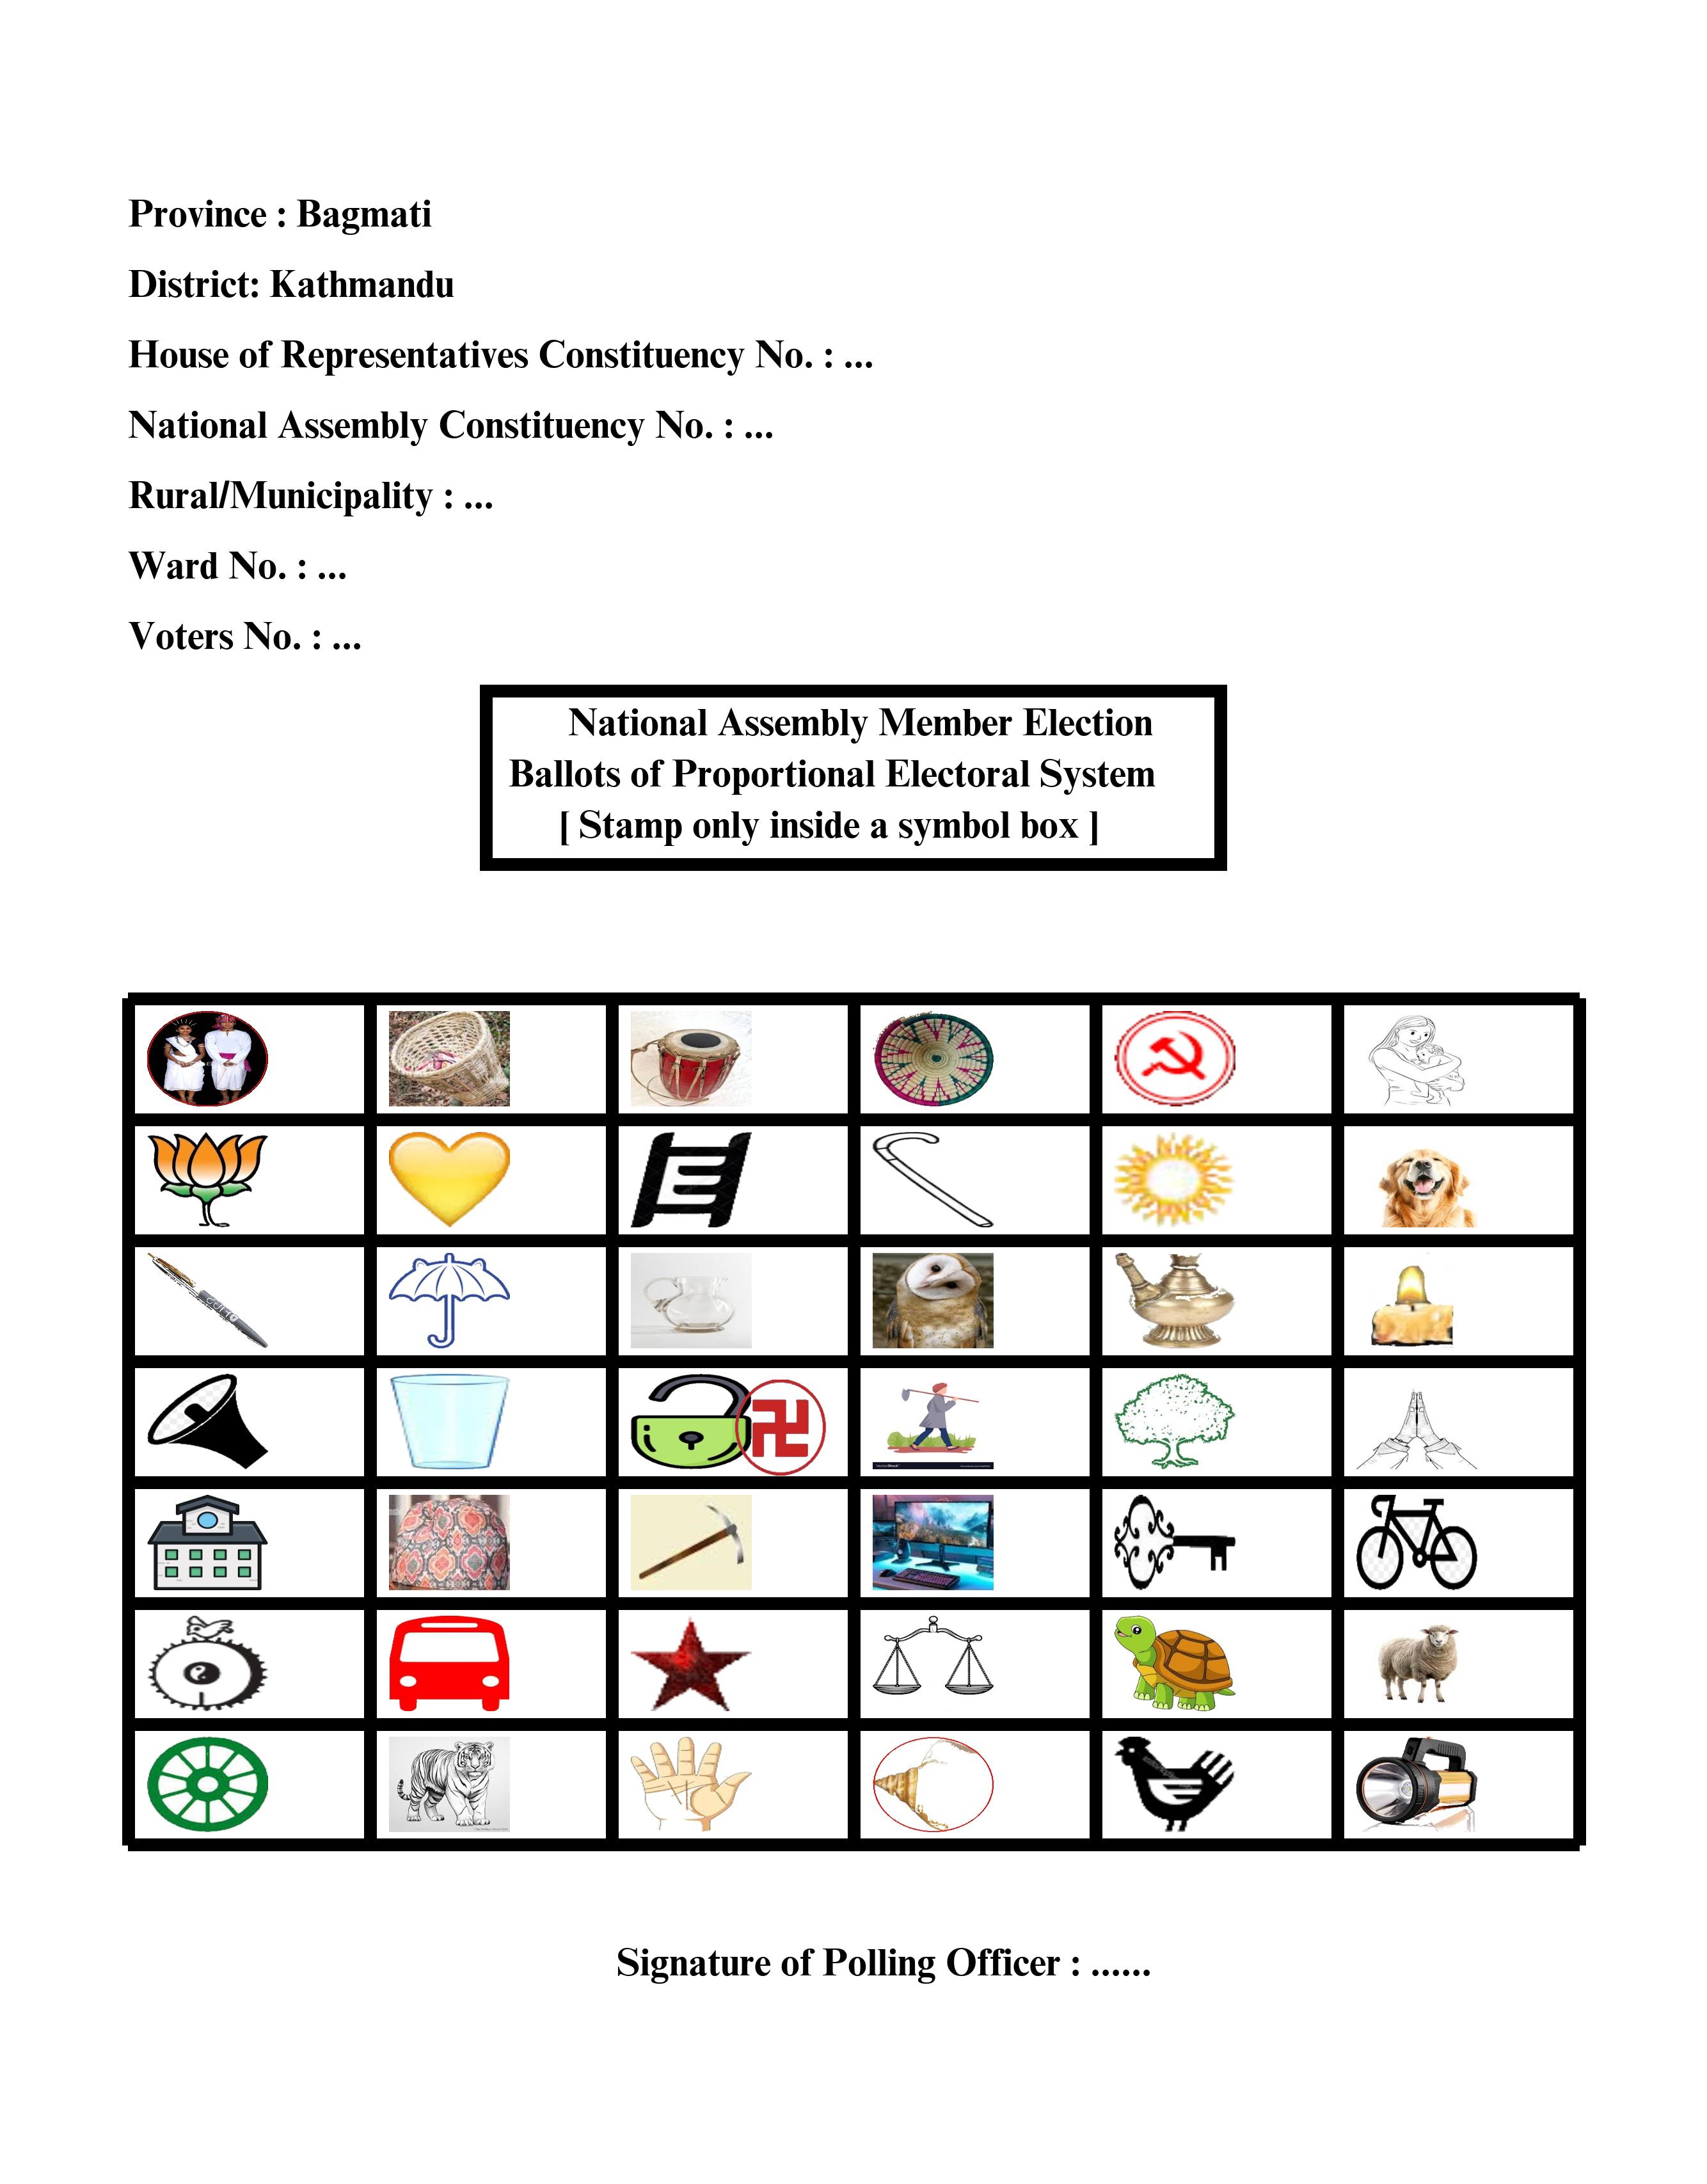 Province : Bagmati
District: Kathmandu
House of Representatives Constituency No. : ...
National Assembly Constituency No. : ...
Rural/Municipality : ...
Ward No. : ...
Voters No. : ...
National Assembly Member Election
Ballots of Proportional Electoral System
[ Stamp only inside a symbol box ]
Signature of Polling Officer : ......